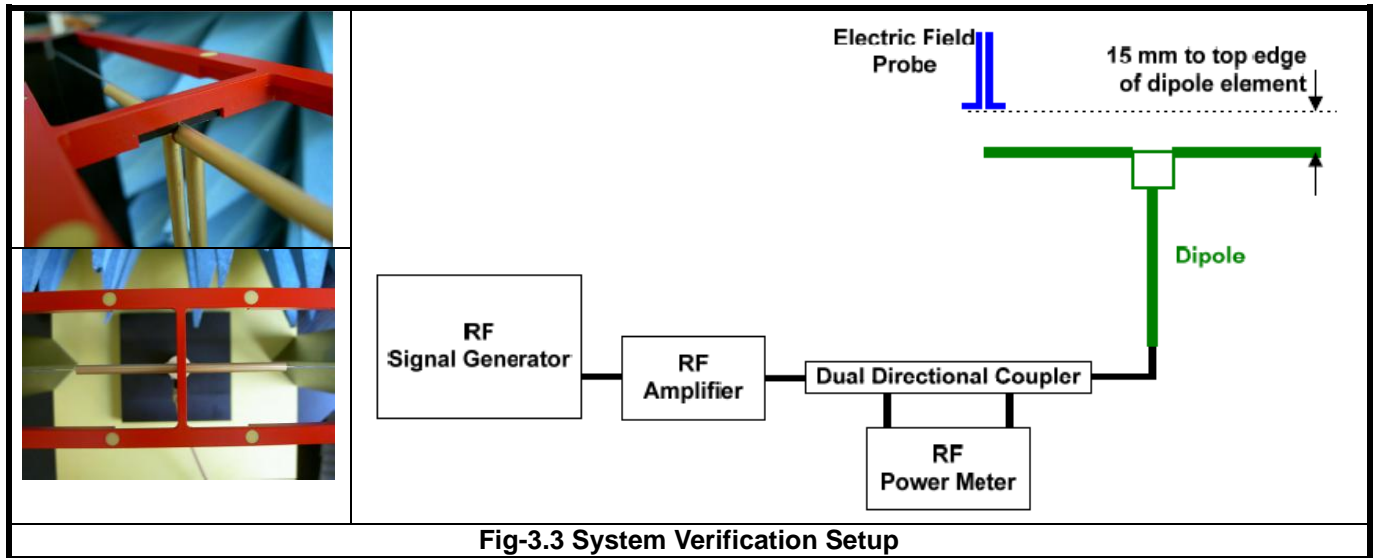 Electric Field
Probe
15 mm to top edge
of dipole element
Dipole
RF
Signal Generator
RF
Amplifier
Dual Directional Coupler
RF
Power Meter
Fig-3.3 System Verification Setup